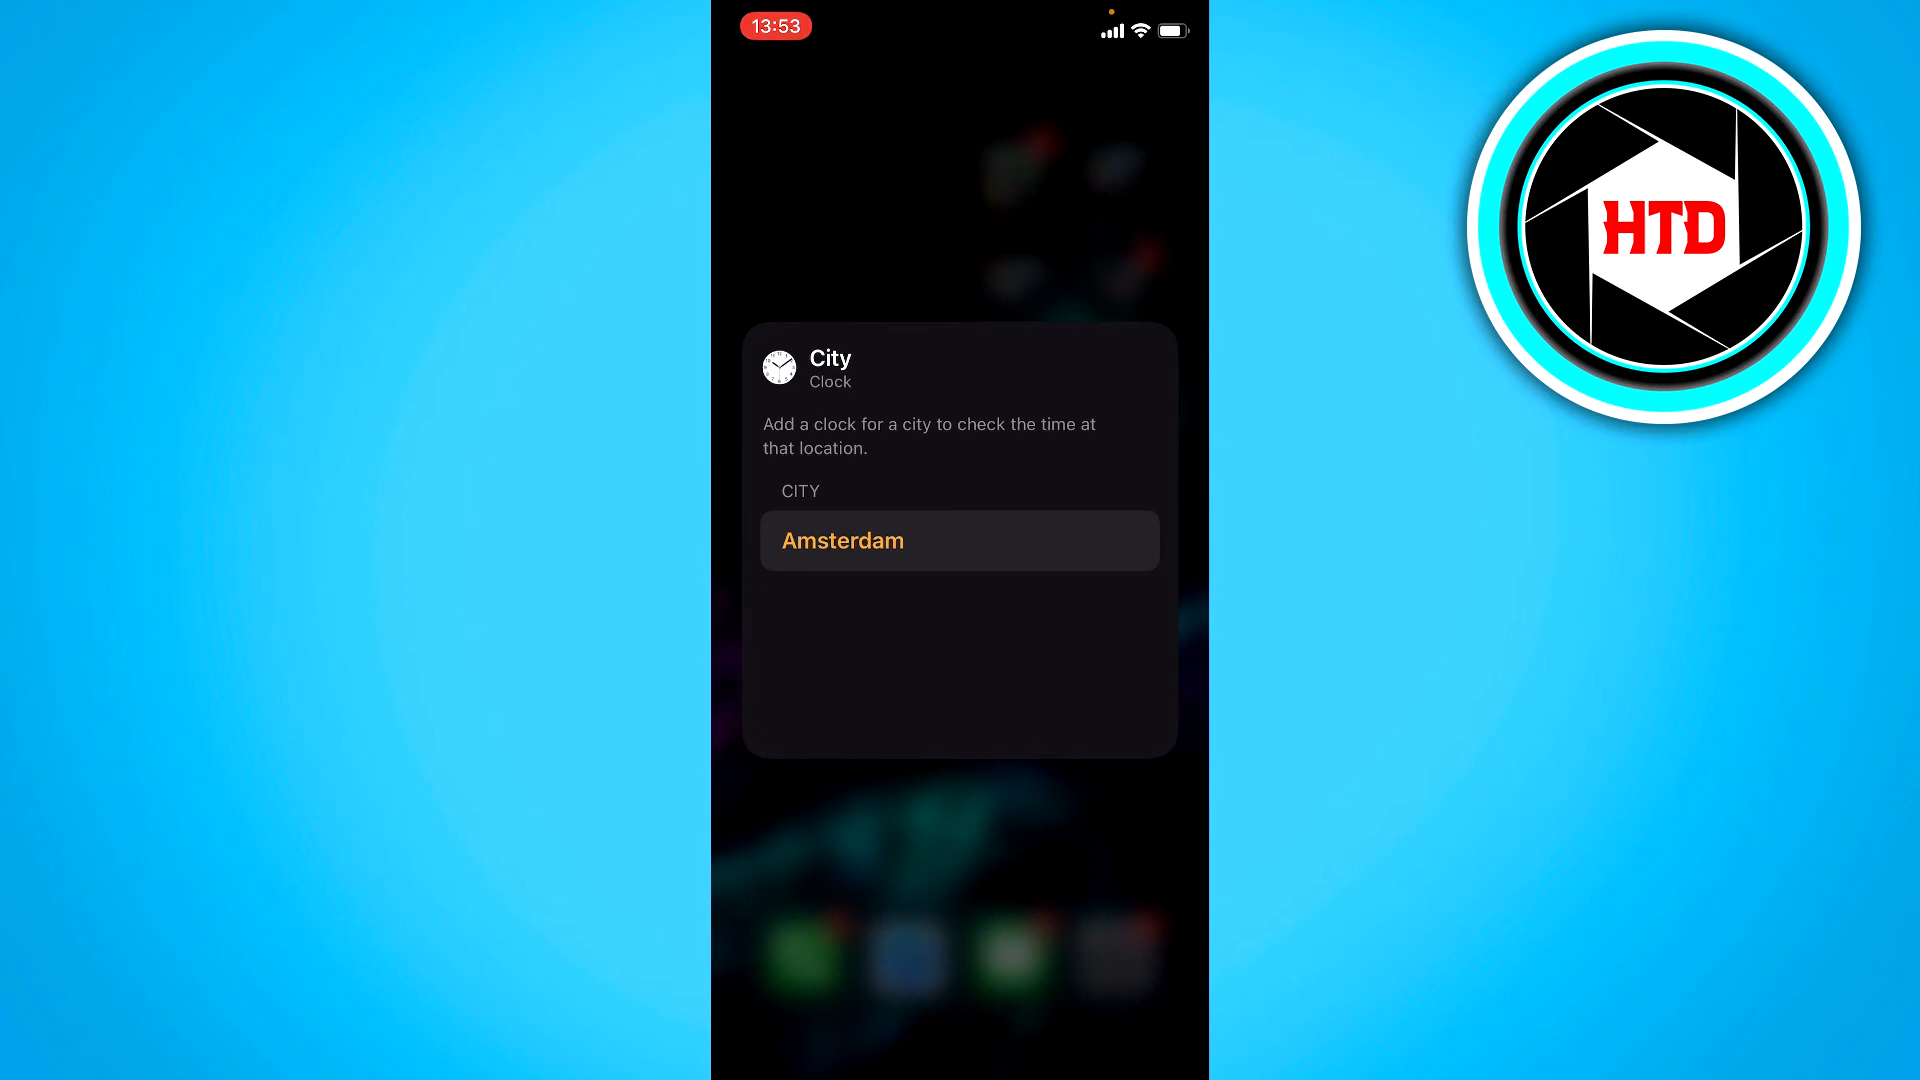 13:53
HTD
City
Clock
Add a clock for a city to check the time at
that location.
CITY
Amsterdam